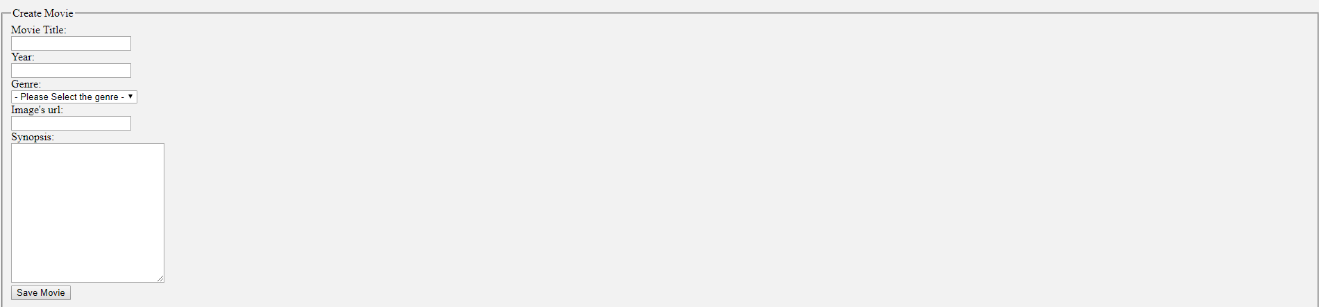 Create Movie
Movie Title:
Year:
Genre:
- Please Select the genre -
Image's url:
Synopsis:
Save Movie